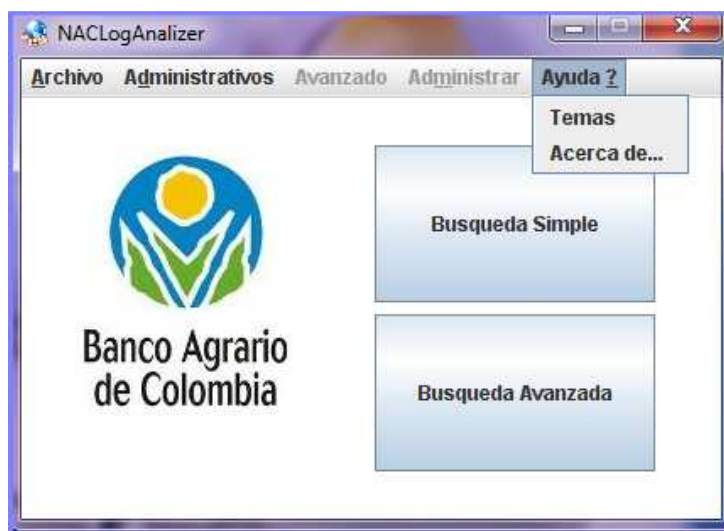 NACLogAnalizer
Archivo Administrativos Avanzado Administrar Ayuda ?
Temas
Acerca de...
Busqueda Simple
Banco Agrario
de Colombia
Busqueda Avanzada